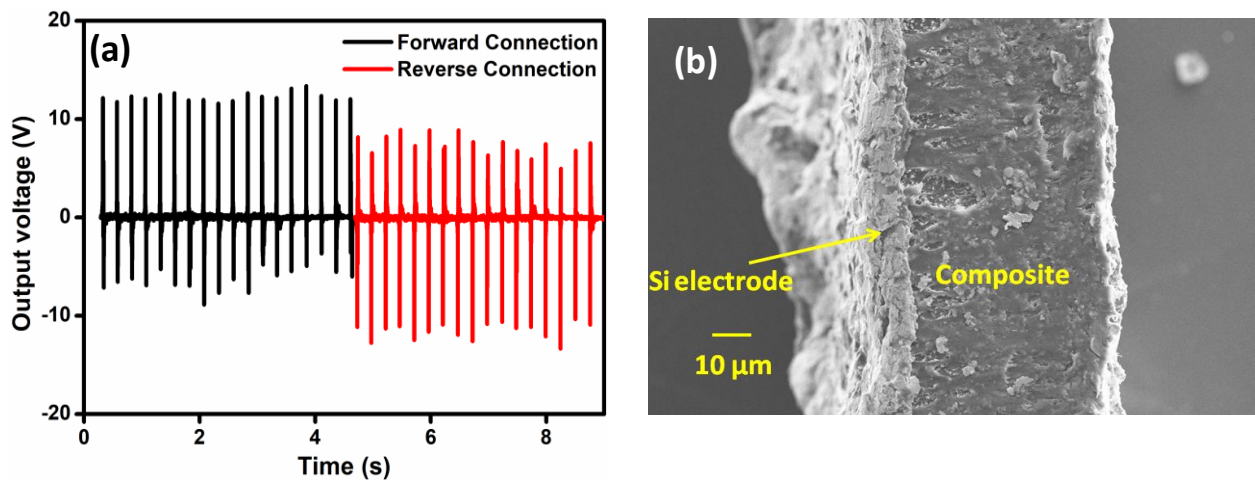 (a)
Forward Connection
Reverse Connection
Output voltage (V)
20
10
0
-10
-20
0 2 4 6 8
Time (s)
(b)
Si electrode
Composite
10 µm